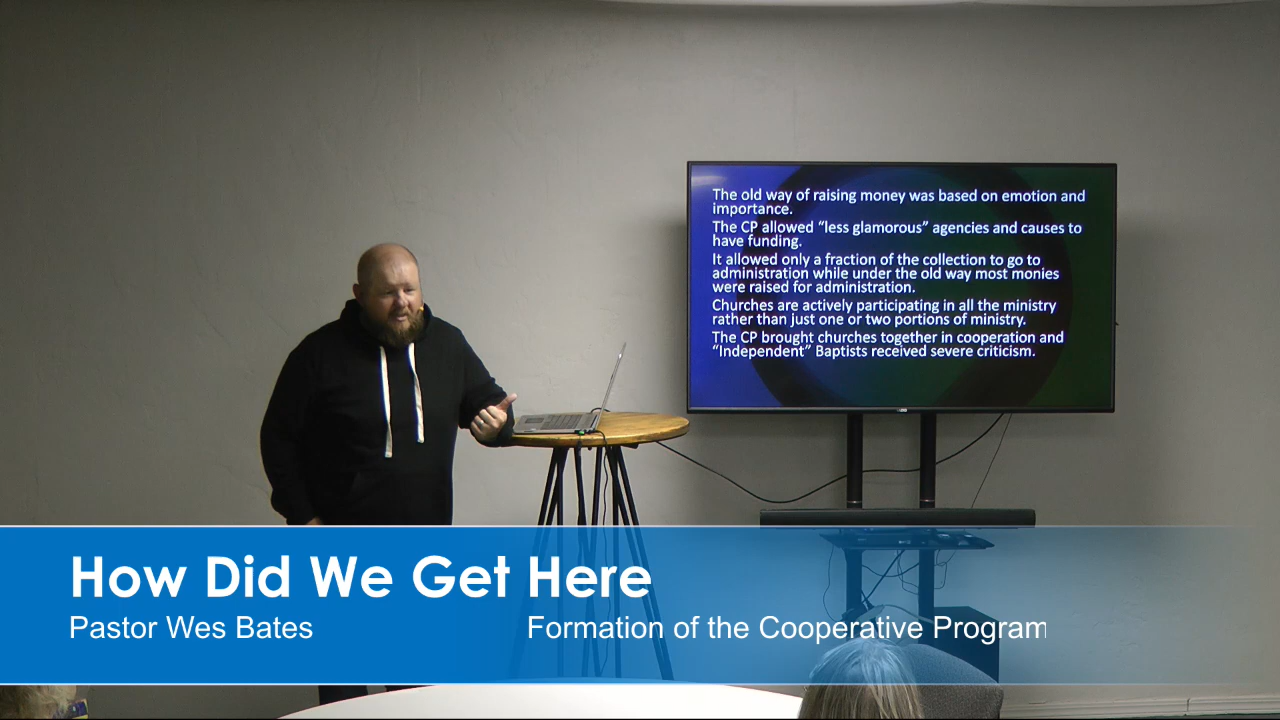 The old way of raising money was based on emotion and
importance.
The CP allowed “less glamorous” agencies and causes to
have funding.
It allowed only a fraction of the collection to go to
administration while under the old way most monies
were raised for administration.
Churches are actively participating in all the ministry
rather than just one or two portions of ministry.
The CP brought churches together in cooperation and
“Independent” Baptists received severe criticism.
How Did We Get Here
Pastor Wes Bates
Formation of the Cooperative Program